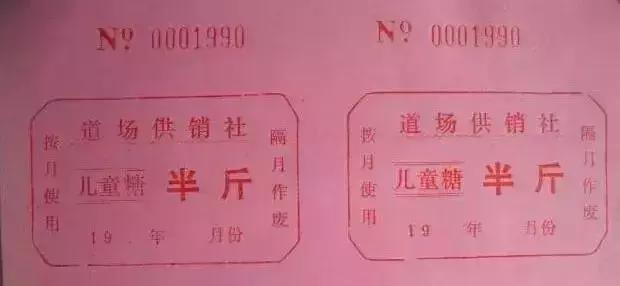 Nº 0001990
道场供销社
按月使用
儿童糖 半斤
隔月作废
19 年 月份
Nº 0001990
道场供销社
按月使用
儿童糖 半斤
隔月作废
19 年 月份